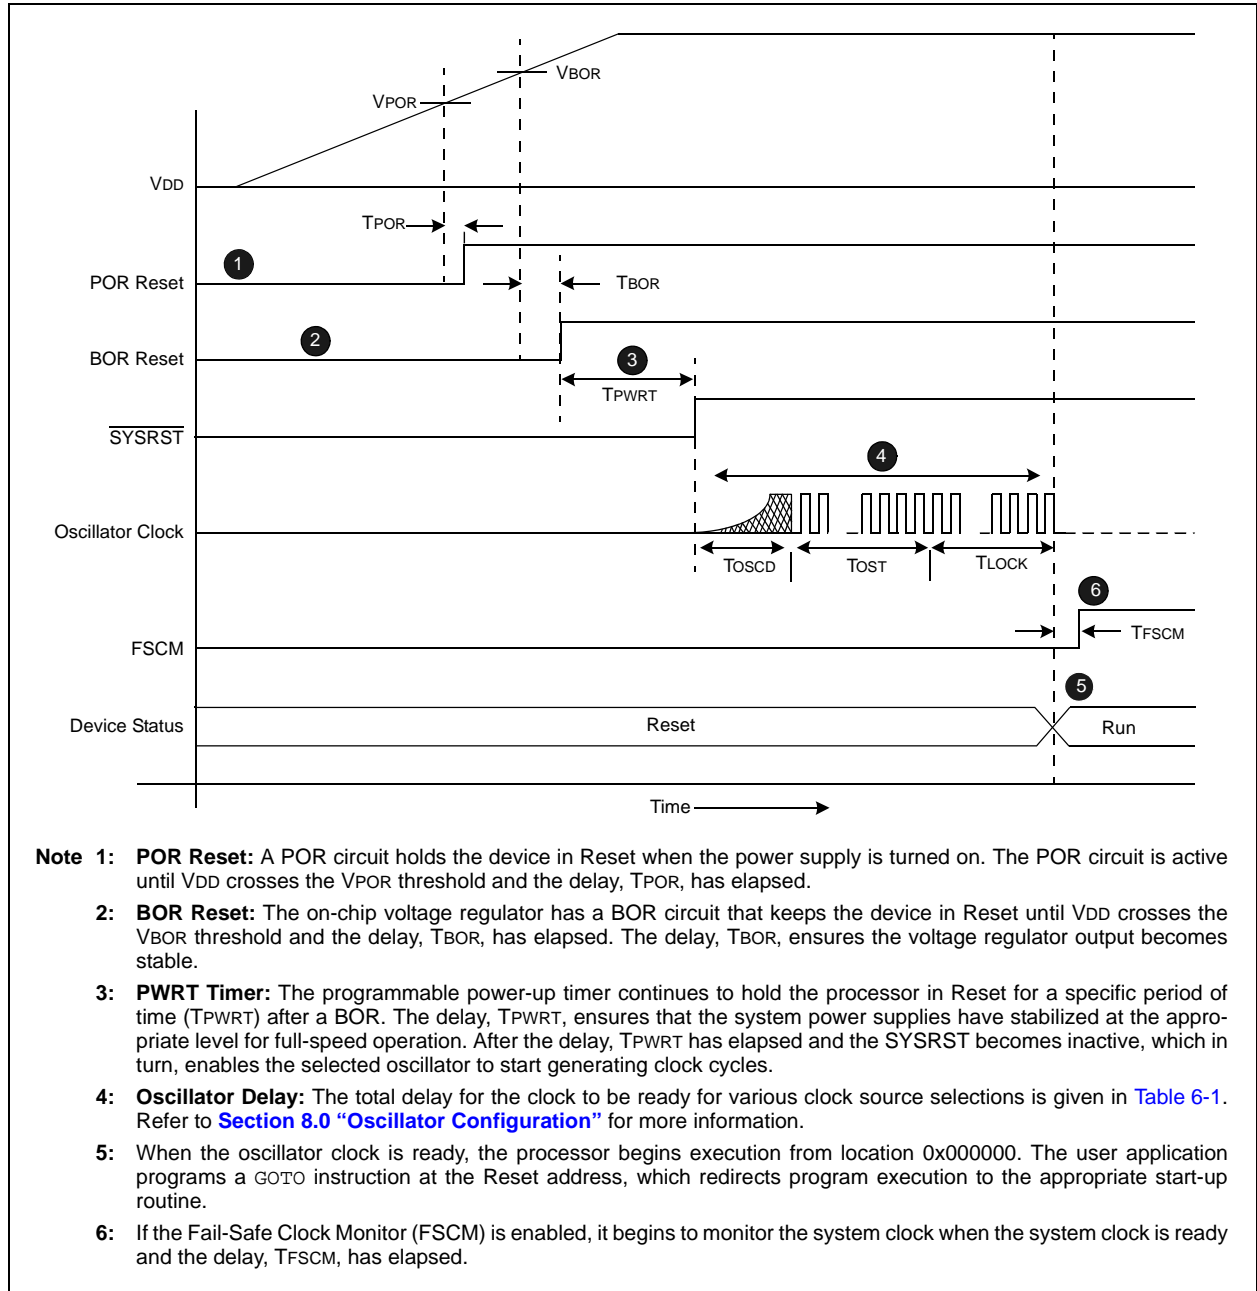 VBOR
VPOR
VDD
TPOR
1
POR Reset
TBOR
2
BOR Reset
3
TPWRT
SYSRST
4
Oscillator Clock
TOSCD
TOST
TLOCK
6
TFSCM
FSCM
5
Device Status
Reset
Run
Time
Note 1: POR Reset: A POR circuit holds the device in Reset when the power supply is turned on. The POR circuit is active
until VDD crosses the VPOR threshold and the delay, TPOR, has elapsed.
2: BOR Reset: The on-chip voltage regulator has a BOR circuit that keeps the device in Reset until VDD crosses the
VBOR threshold and the delay, TBOR, has elapsed. The delay, TBOR, ensures the voltage regulator output becomes
stable.
3: PWRT Timer: The programmable power-up timer continues to hold the processor in Reset for a specific period of
time (TPWRT) after a BOR. The delay, TPWRT, ensures that the system power supplies have stabilized at the appro-
priate level for full-speed operation. After the delay, TPWRT has elapsed and the SYSRST becomes inactive, which in
turn, enables the selected oscillator to start generating clock cycles.
4: Oscillator Delay: The total delay for the clock to be ready for various clock source selections is given in Table 6-1.
Refer to Section 8.0 “Oscillator Configuration” for more information.
5: When the oscillator clock is ready, the processor begins execution from location 0x000000. The user application
programs a GOTO instruction at the Reset address, which redirects program execution to the appropriate start-up
routine.
6: If the Fail-Safe Clock Monitor (FSCM) is enabled, it begins to monitor the system clock when the system clock is ready
and the delay, TFSCM, has elapsed.